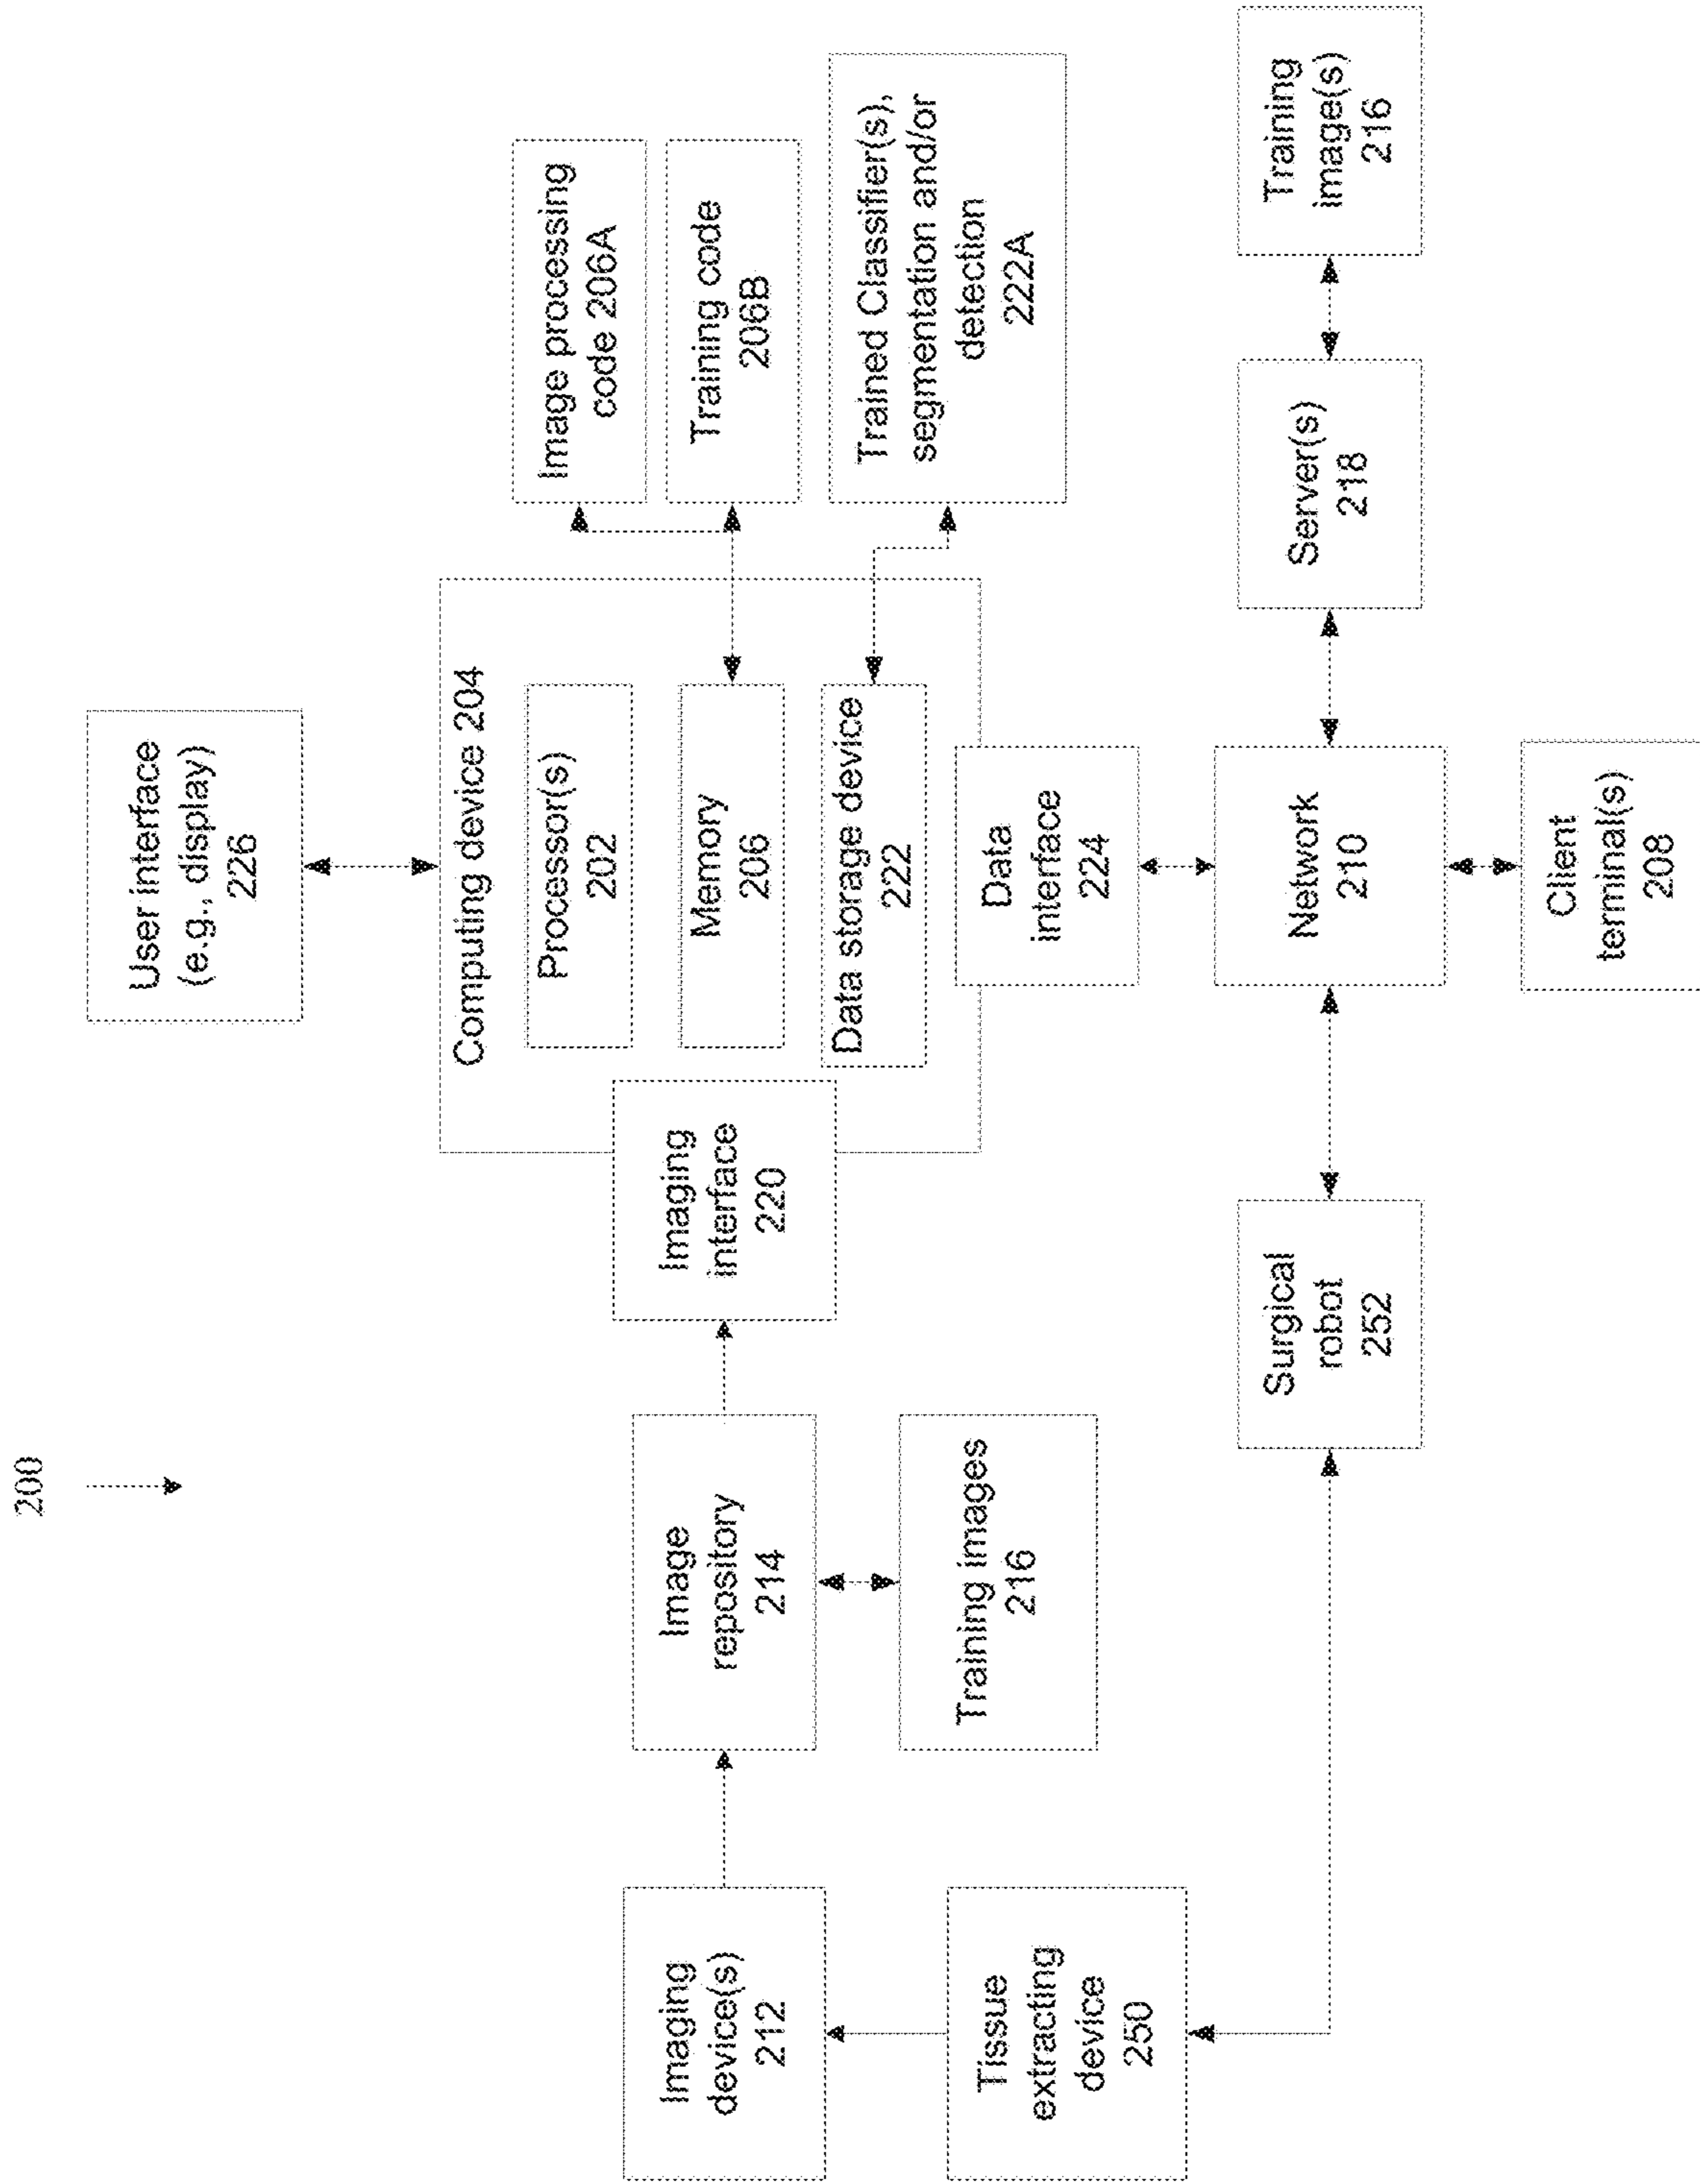 200
User interface
(e.g., display)
226
Computing device 204
Processor(s)
202
Memory
206
Data storage device
222
Image processing
code 206A
Training code
206B
Trained Classifier(s),
segmentation and/or
detection
222A
Imaging
device(s)
212
Image
repository
214
Imaging
interface
220
Training images
216
Tissue
extracting
device
250
Data
interface
224
Surgical
robot
252
Network
210
Server(s)
218
Training
image(s)
216
Client
terminal(s)
208